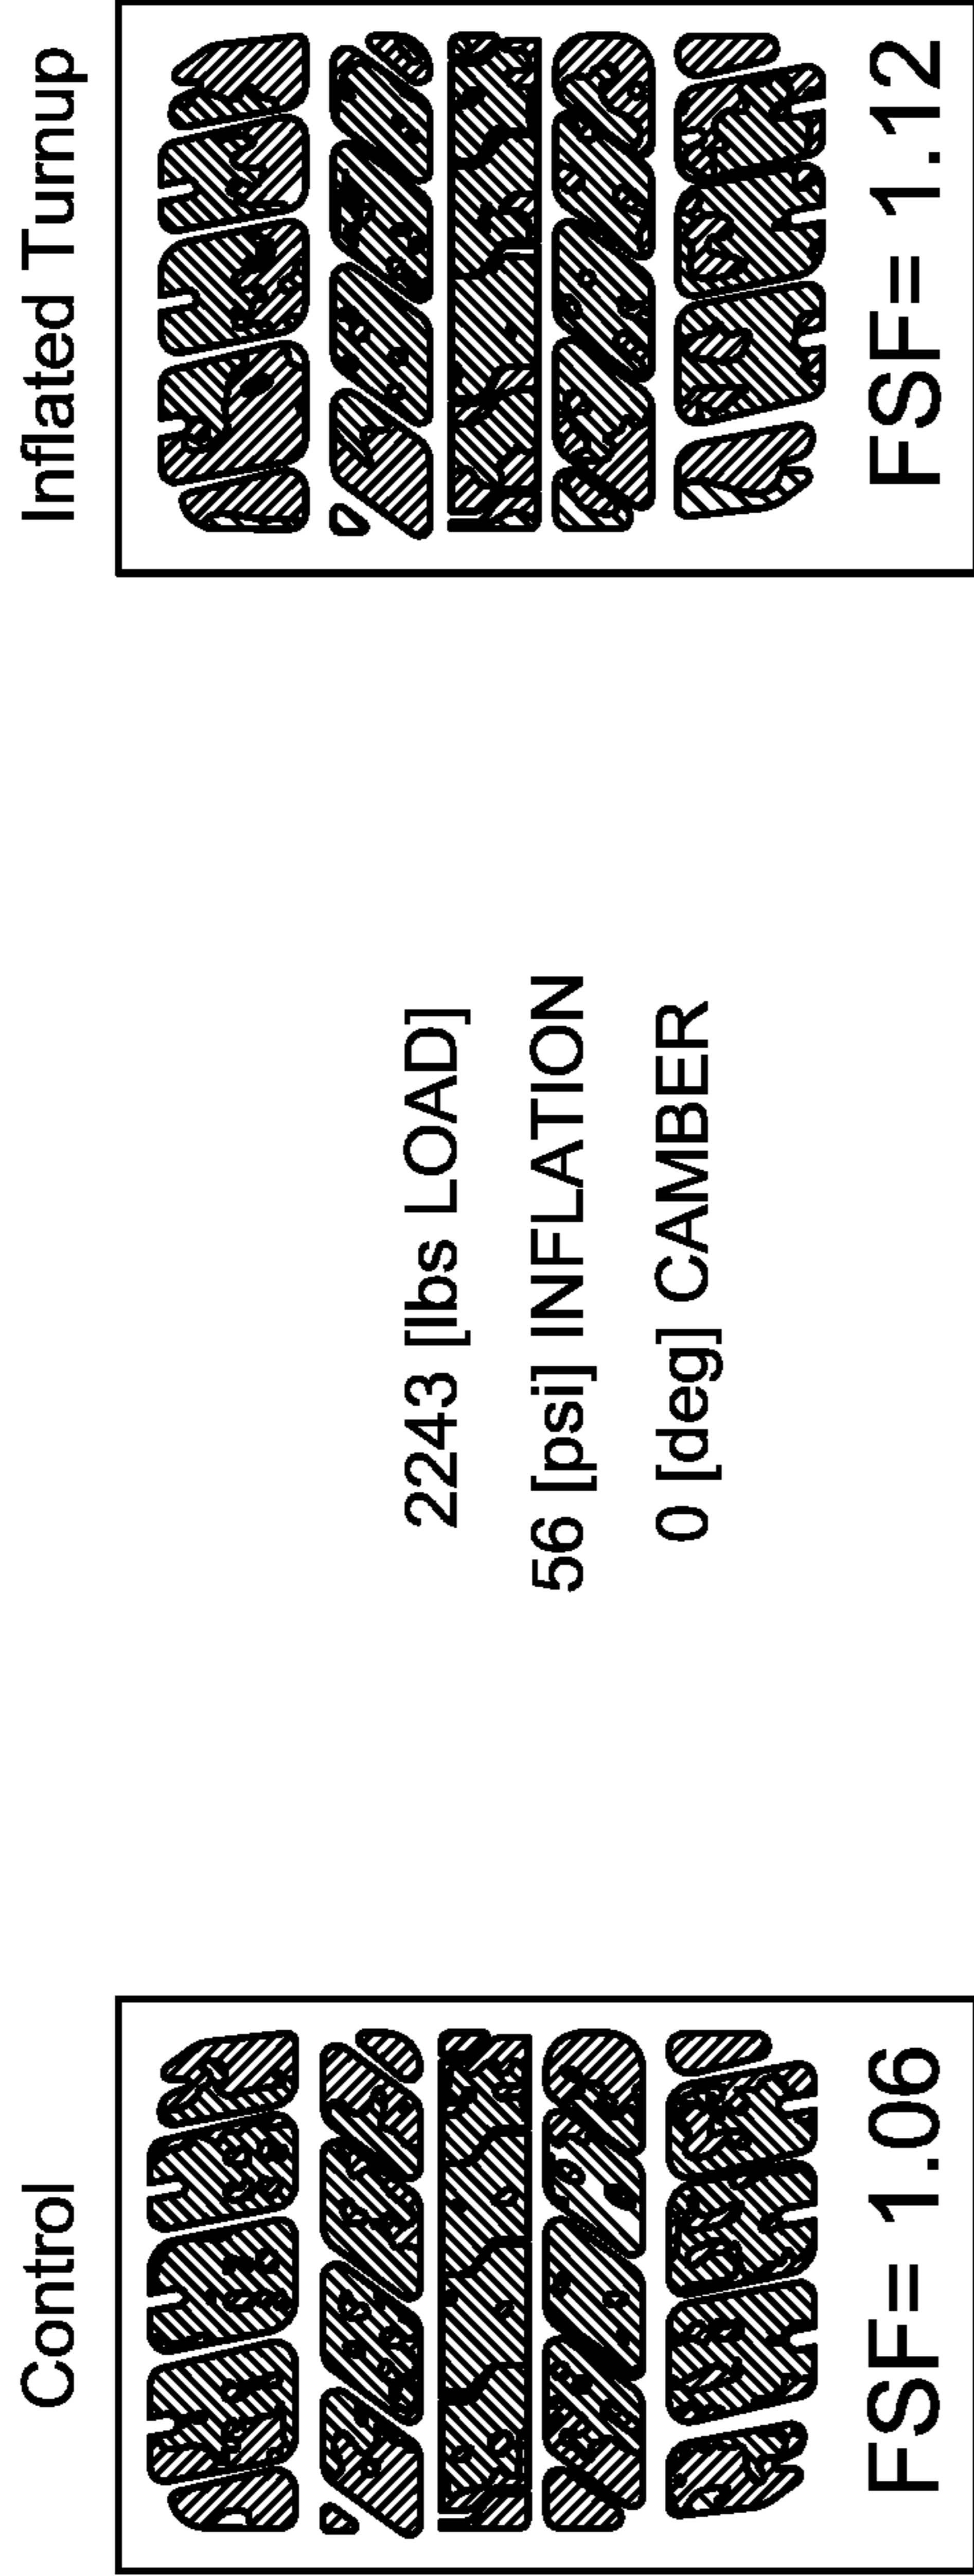 Control
FSF= 1.06
2243 [lbs LOAD]
56 [psi] INFLATION
0 [deg] CAMBER
Inflated Turnup
FSF= 1.12